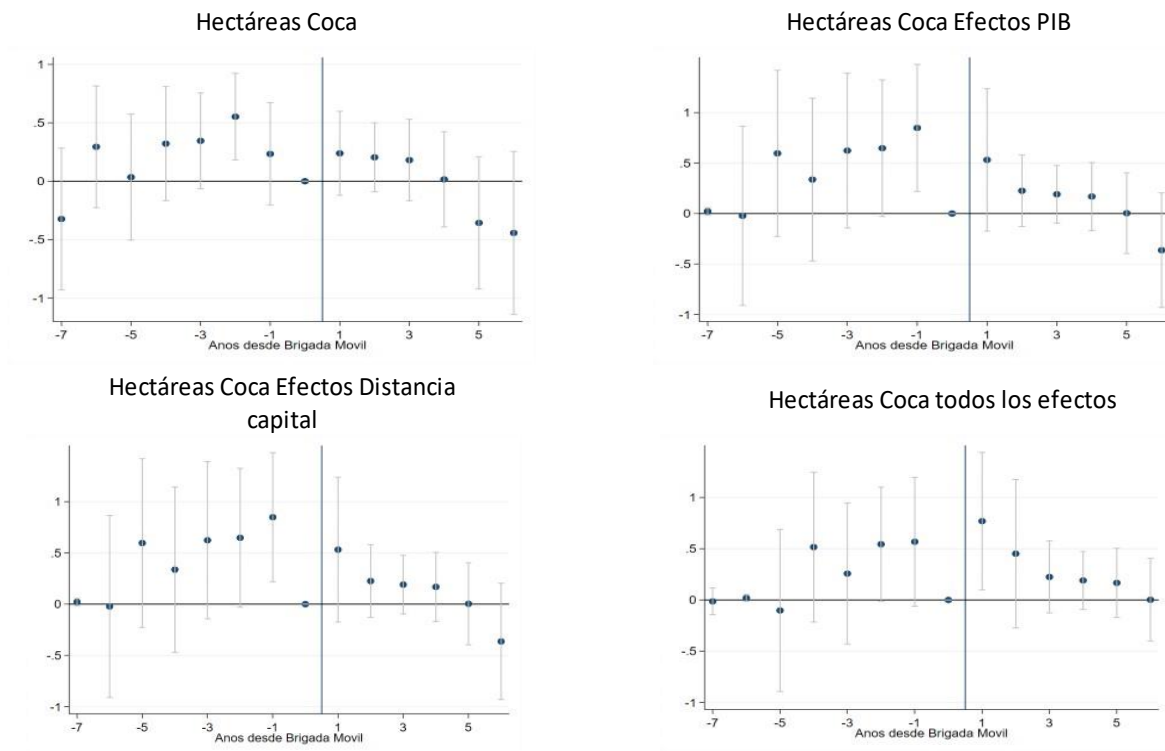 Hectáreas Coca
1
.5
0
-.5
-1
-7 -5 -3 -1 1 3 5
Anos desde Brigada Movil
Hectáreas Coca Efectos PIB
1
.5
0
-.5
-1
-7 -5 -3 -1 1 3 5
Anos desde Brigada Movil
Hectáreas Coca Efectos Distancia
capital
1
.5
0
-.5
-1
-7 -5 -3 -1 1 3 5
Anos desde Brigada Movil
Hectáreas Coca todos los efectos
1
.5
0
-.5
-1
-7 -5 -3 -1 1 3 5
Anos desde Brigada Movil